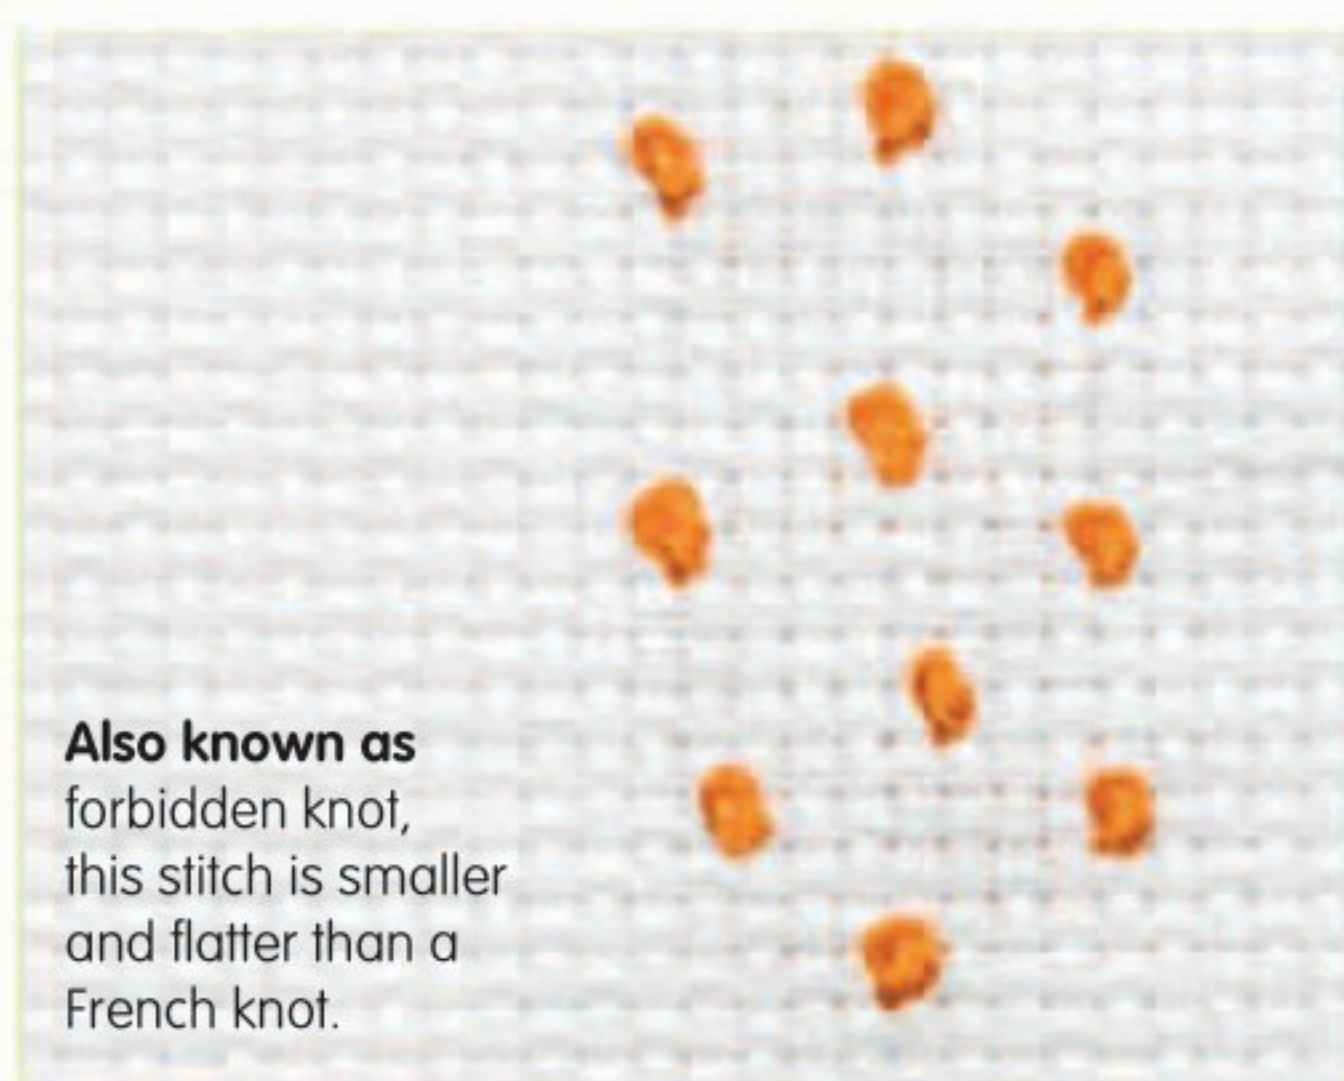 Also known as
forbidden knot,
this stitch is smaller
and flatter than a
French knot.